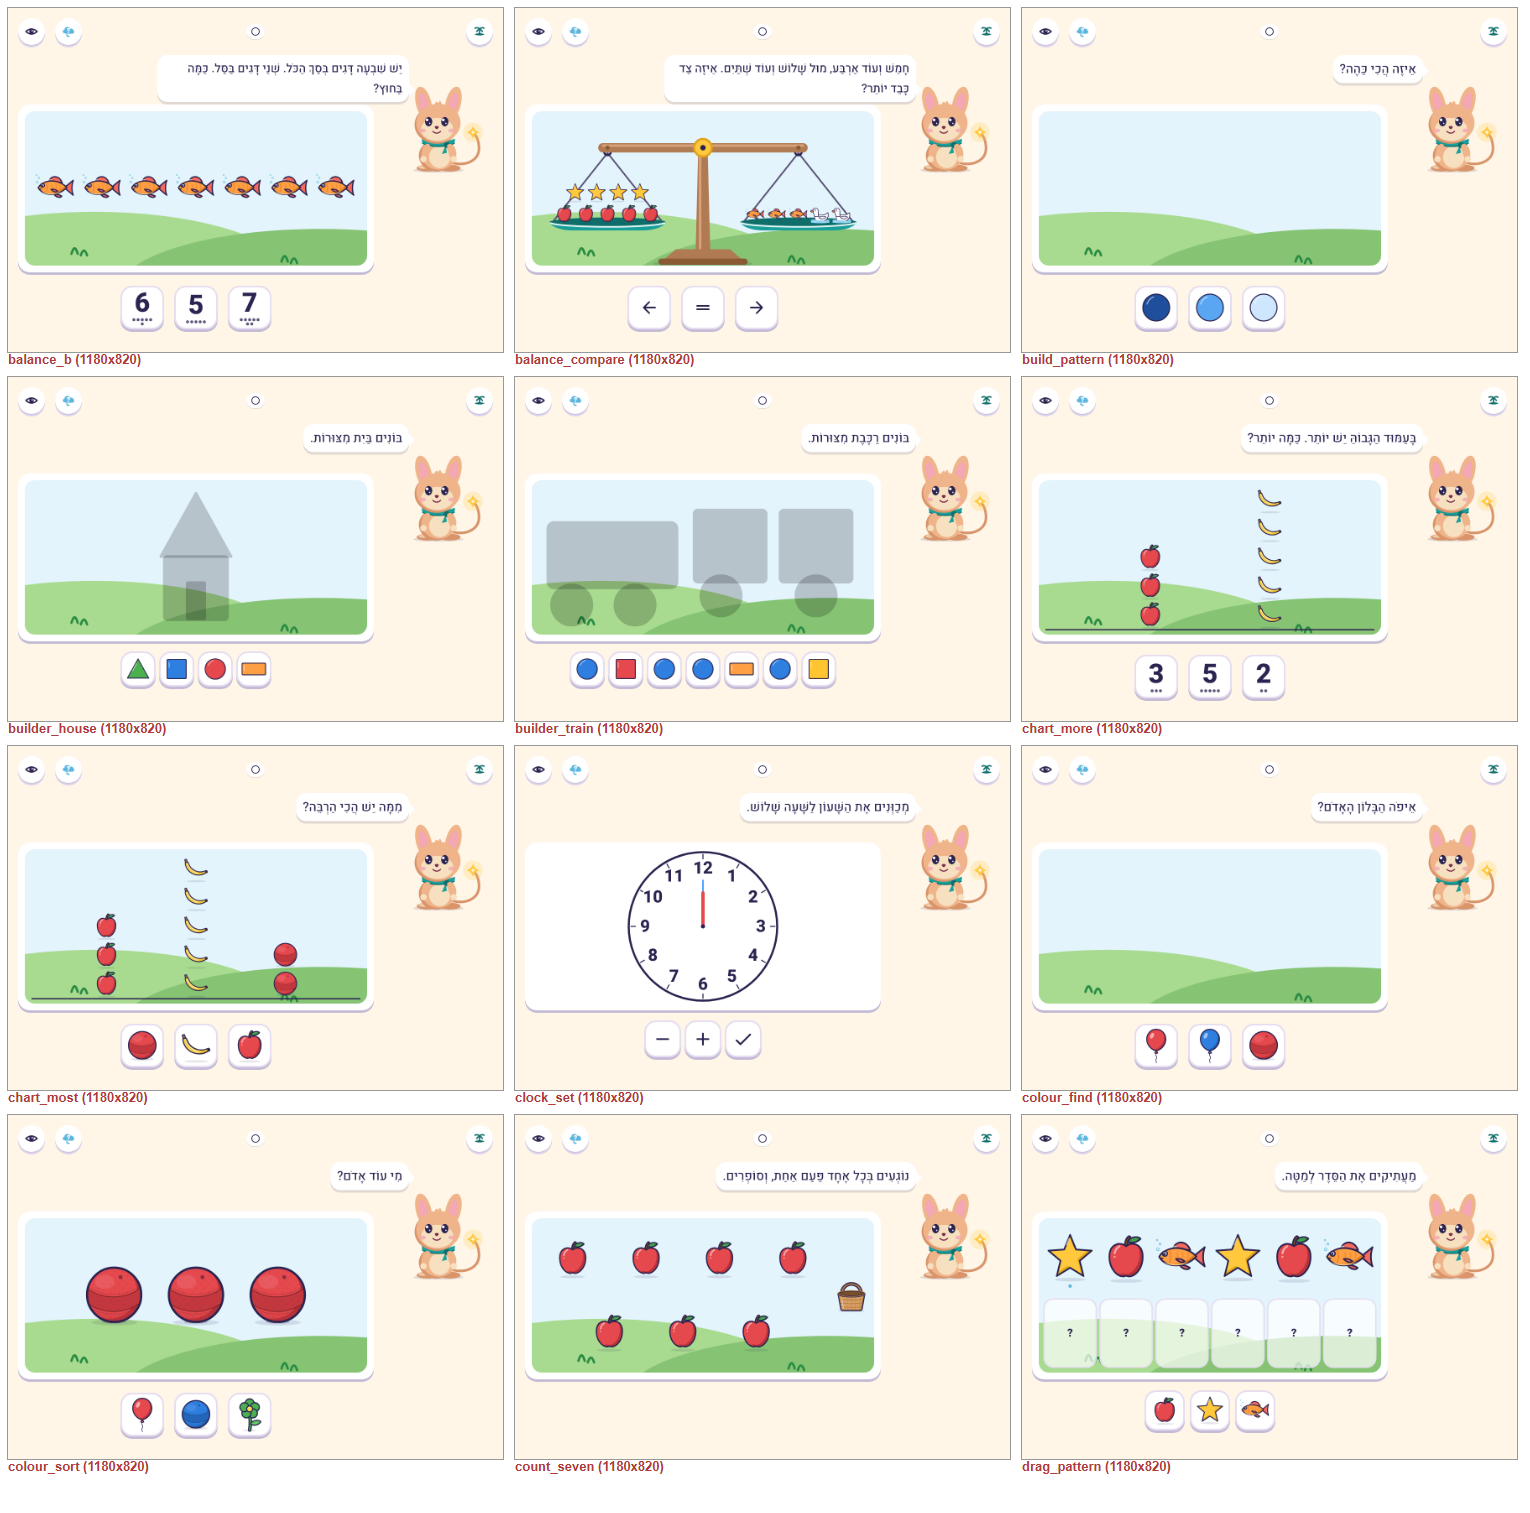 יֵשׁ שִׁבְעָה דָּגִים בְּסַךְ הַכֹּל. שְׁנֵי דָּגִים בַּסַּל. כַּמָּה
בַּחוּץ?
6 5 7
balance_b (1180x820)
חָמֵשׁ וְעוֹד אַרְבַּע, מוּל שָׁלוֹשׁ וְעוֹד שְׁתַּיִם. אֵיזֶה צַד
כָּבֵד יוֹתֵר?
← = →
balance_compare (1180x820)
אֵיזֶה הֲכִי כֵּהֶה?
build_pattern (1180x820)
בּוֹנִים בַּיִת מִצּוּרוֹת.
builder_house (1180x820)
בּוֹנִים רַכֶּבֶת מִצּוּרוֹת.
builder_train (1180x820)
בָּעַמּוּד הַגָּבוֹהַּ יֵשׁ יוֹתֵר. כַּמָּה יוֹתֵר?
3 5 2
chart_more (1180x820)
מִמָּה יֵשׁ הֲכִי הַרְבֵּה?
chart_most (1180x820)
מְכַוְּנִים אֶת הַשָּׁעוֹן לַשָּׁעָה שָׁלוֹשׁ.
12
11 1
10 2
9 3
8 4
7 5
6
− + ✓
clock_set (1180x820)
אֵיפֹה הַבָּלוֹן הָאָדֹם?
colour_find (1180x820)
מִי עוֹד אָדֹם?
colour_sort (1180x820)
נוֹגְעִים בְּכָל אֶחָד פַּעַם אַחַת, וְסוֹפְרִים.
count_seven (1180x820)
מַעְתִּיקִים אֶת הַסֵּדֶר לְמַטָּה.
? ? ? ? ? ?
drag_pattern (1180x820)